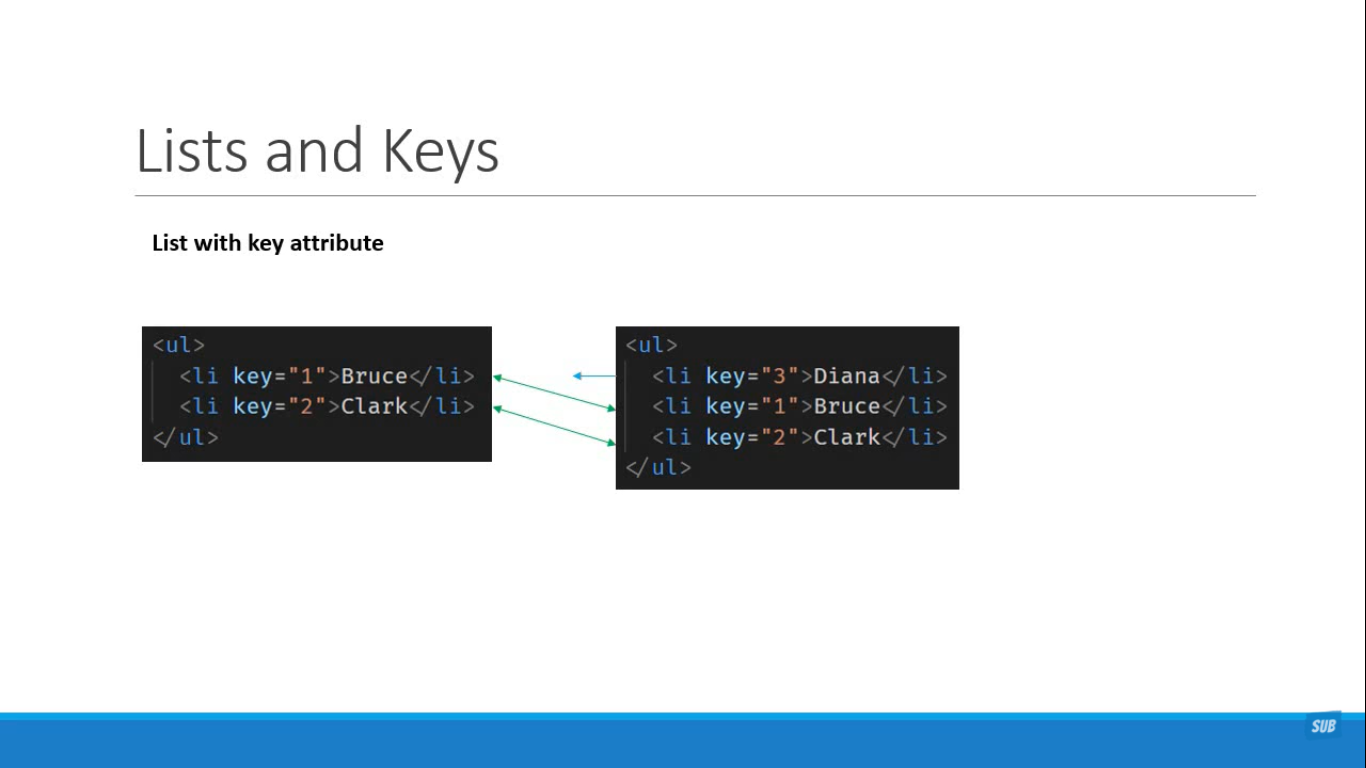 Lists and Keys
List with key attribute
<ul>
<li key="1">Bruce</li>
<li key="2">Clark</li>
</ul>
<ul>
<li key="3">Diana</li>
<li key="1">Bruce</li>
<li key="2">Clark</li>
</ul>
SUB